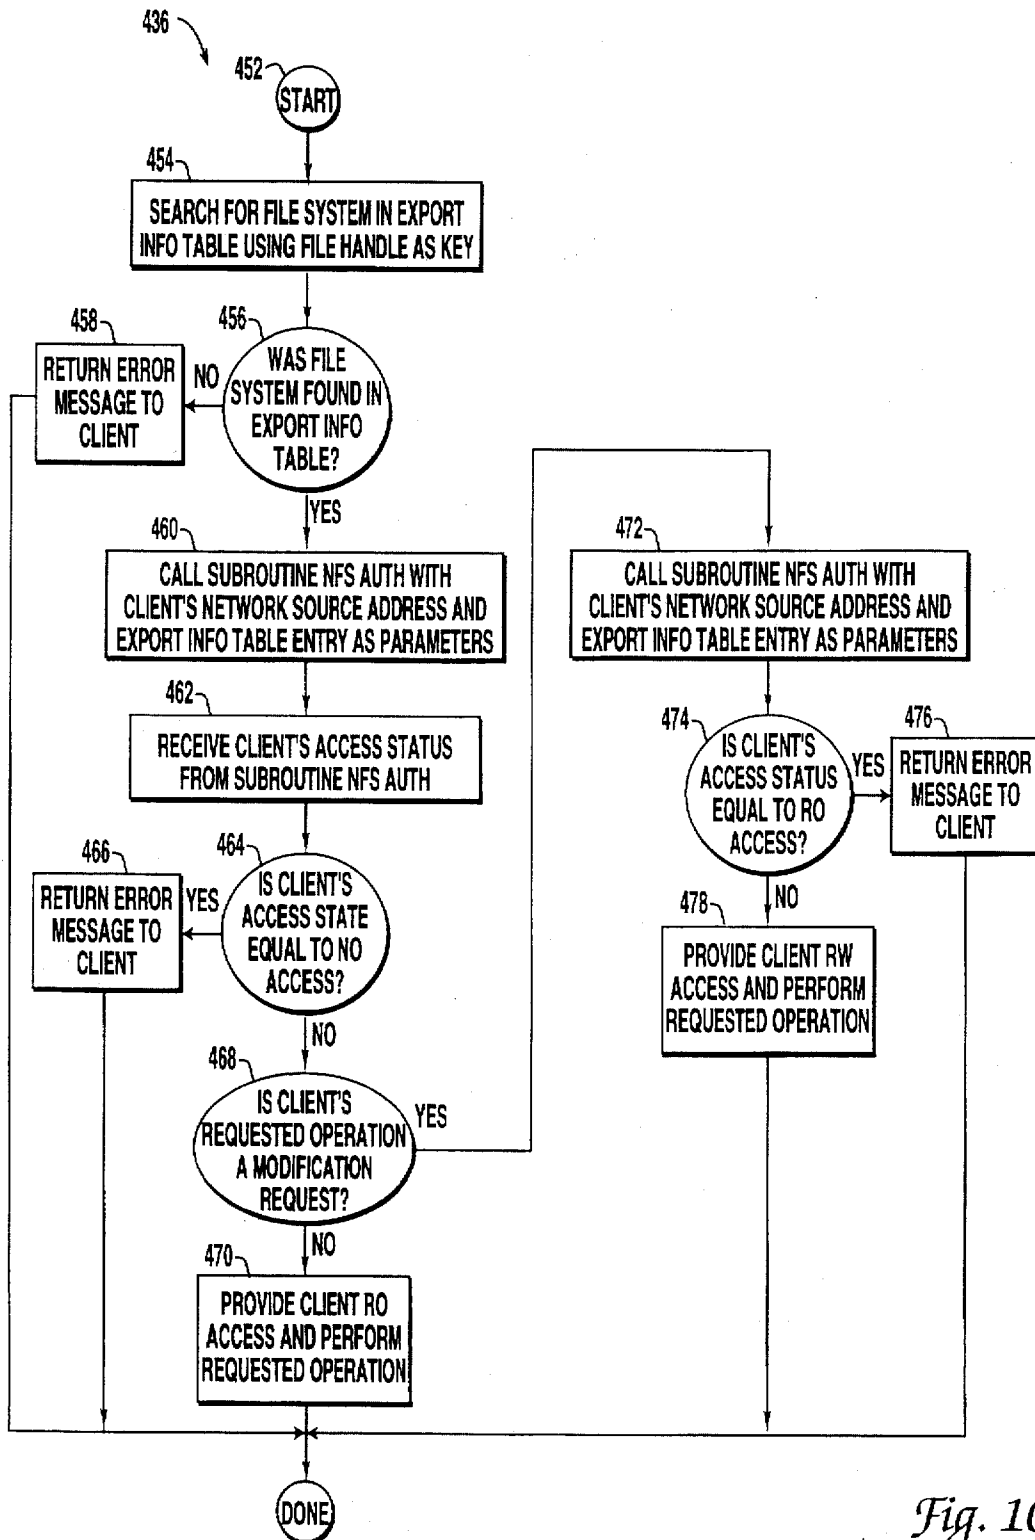 436
452
START
454
SEARCH FOR FILE SYSTEM IN EXPORT
INFO TABLE USING FILE HANDLE AS KEY
458
RETURN ERROR
MESSAGE TO
CLIENT
NO
456
WAS FILE
SYSTEM FOUND IN
EXPORT INFO
TABLE?
YES
460
CALL SUBROUTINE NFS AUTH WITH
CLIENT'S NETWORK SOURCE ADDRESS AND
EXPORT INFO TABLE ENTRY AS PARAMETERS
462
RECEIVE CLIENT'S ACCESS STATUS
FROM SUBROUTINE NFS AUTH
466
RETURN ERROR
MESSAGE TO
CLIENT
YES
464
IS CLIENT'S
ACCESS STATE
EQUAL TO NO
ACCESS?
NO
468
IS CLIENT'S
REQUESTED OPERATION
A MODIFICATION
REQUEST?
YES
NO
470
PROVIDE CLIENT RO
ACCESS AND PERFORM
REQUESTED OPERATION
472
CALL SUBROUTINE NFS AUTH WITH
CLIENT'S NETWORK SOURCE ADDRESS AND
EXPORT INFO TABLE ENTRY AS PARAMETERS
474
IS CLIENT'S
ACCESS STATUS
EQUAL TO RO
ACCESS?
YES
476
RETURN ERROR
MESSAGE TO
CLIENT
NO
478
PROVIDE CLIENT RW
ACCESS AND PERFORM
REQUESTED OPERATION
DONE
Fig.